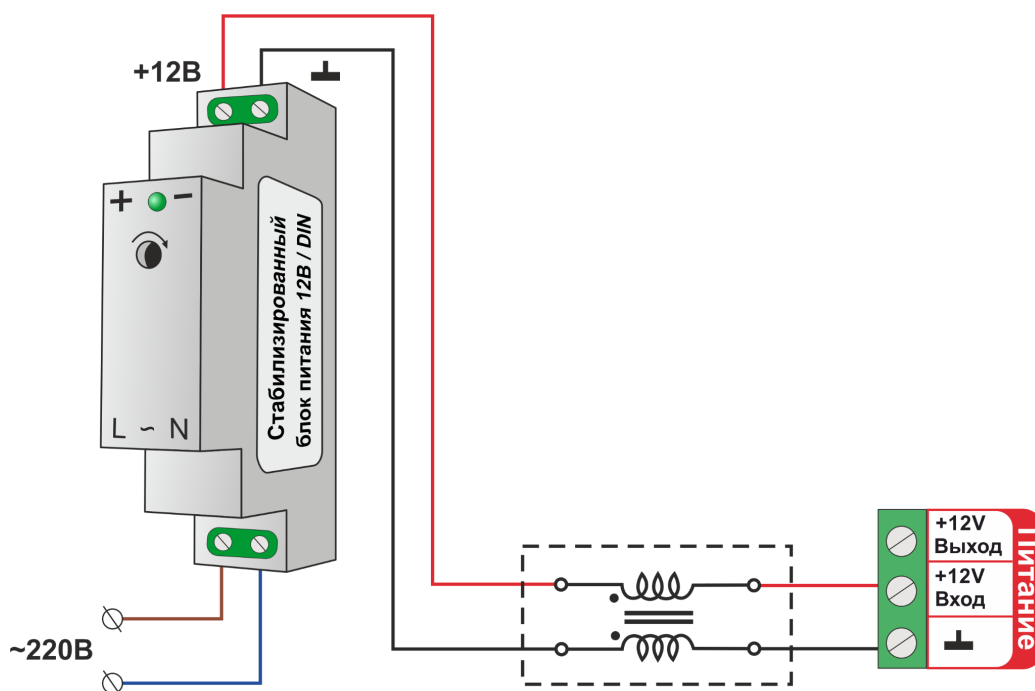 +12В
+ −
Стабилизированный
блок питания 12В / DIN
L ~ N
~220В
+12V
Выход
+12V
Вход
Питание